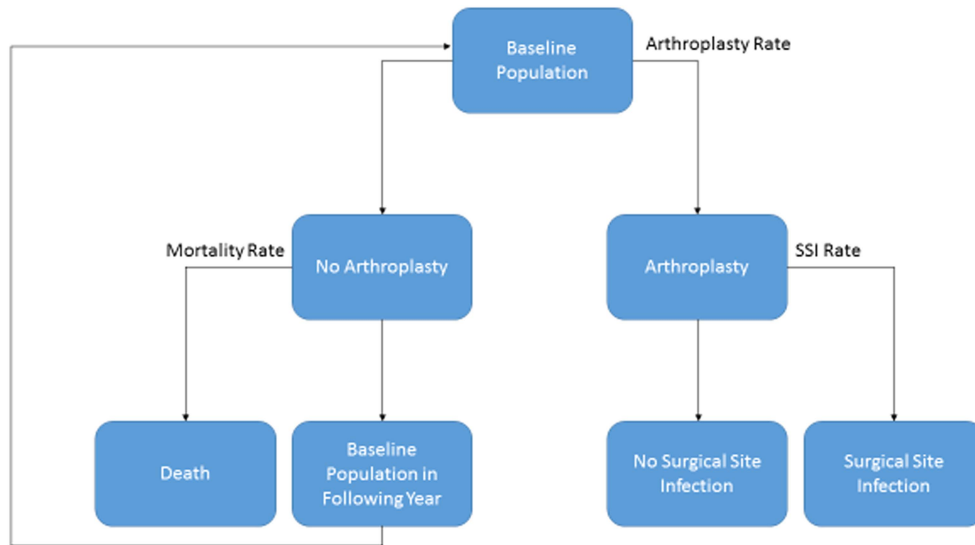 Baseline
Population
Arthroplasty Rate
Mortality Rate
No Arthroplasty
Arthroplasty
SSI Rate
Death
Baseline
Population in
Following Year
No Surgical Site
Infection
Surgical Site
Infection